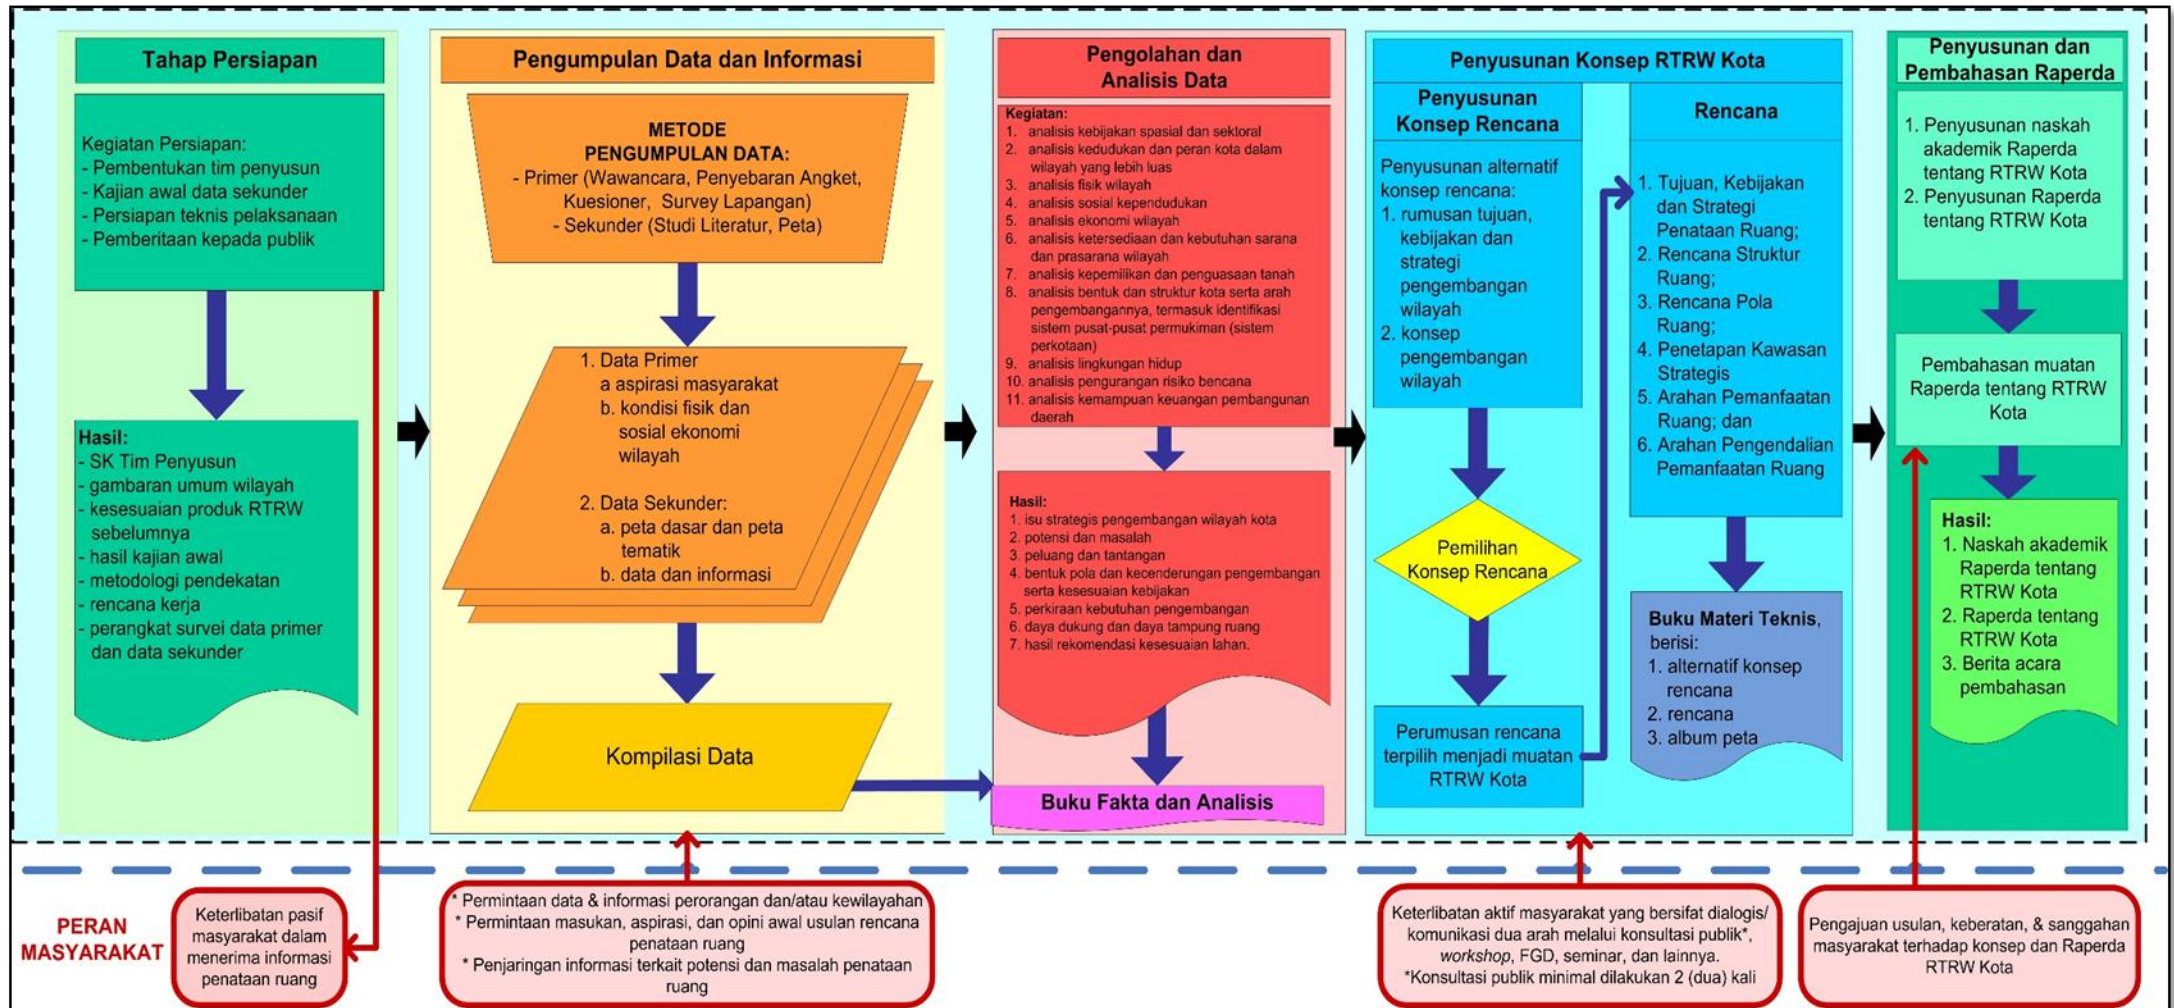 Tahap Persiapan
Kegiatan Persiapan:
- Pembentukan tim penyusun
- Kajian awal data sekunder
- Persiapan teknis pelaksanaan
- Pemberitaan kepada publik
Hasil:
- SK Tim Penyusun
- gambaran umum wilayah
- kesesuaian produk RTRW
sebelumnya
- hasil kajian awal
- metodologi pendekatan
- rencana kerja
- perangkat survei data primer
dan data sekunder
Pengumpulan Data dan Informasi
METODE
PENGUMPULAN DATA:
- Primer (Wawancara, Penyebaran Angket,
Kuesioner, Survey Lapangan)
- Sekunder (Studi Literatur, Peta)
1. Data Primer
a aspirasi masyarakat
b. kondisi fisik dan
sosial ekonomi
wilayah
2. Data Sekunder:
a. peta dasar dan peta
tematik
b. data dan informasi
Kompilasi Data
Pengolahan dan
Analisis Data
Kegiatan:
1. analisis kebijakan spasial dan sektoral
2. analisis kedudukan dan peran kota dalam
wilayah yang lebih luas
3. analisis fisik wilayah
4. analisis sosial kependudukan
5. analisis ekonomi wilayah
6. analisis ketersediaan dan kebutuhan sarana
dan prasarana wilayah
7. analisis kepemilikan dan penguasaan tanah
8. analisis bentuk dan struktur kota serta arah
pengembangannya, termasuk identifikasi
sistem pusat-pusat permukiman (sistem
perkotaan)
9. analisis lingkungan hidup
10. analisis pengurangan risiko bencana
11. analisis kemampuan keuangan pembangunan
daerah
Hasil:
1. isu strategis pengembangan wilayah kota
2. potensi dan masalah
3. peluang dan tantangan
4. bentuk pola dan kecenderungan pengembangan
serta kesesuaian kebijakan
5. perkiraan kebutuhan pengembangan
6. daya dukung dan daya tampung ruang
7. hasil rekomendasi kesesuaian lahan.
Buku Fakta dan Analisis
Penyusunan Konsep RTRW Kota
Penyusunan
Konsep Rencana
Penyusunan alternatif
konsep rencana:
1. rumusan tujuan,
kebijakan dan
strategi
pengembangan
wilayah
2. konsep
pengembangan
wilayah
Pemilihan
Konsep Rencana
Perumusan rencana
terpilih menjadi muatan
RTRW Kota
Rencana
1. Tujuan, Kebijakan
dan Strategi
Penataan Ruang;
2. Rencana Struktur
Ruang;
3. Rencana Pola
Ruang;
4. Penetapan Kawasan
Strategis
5. Arahan Pemanfaatan
Ruang; dan
6. Arahan Pengendalian
Pemanfaatan Ruang
Buku Materi Teknis,
berisi:
1. alternatif konsep
rencana
2. rencana
3. album peta
Penyusunan dan
Pembahasan Raperda
1. Penyusunan naskah
akademik Raperda
tentang RTRW Kota
2. Penyusunan Raperda
tentang RTRW Kota
Pembahasan muatan
Raperda tentang RTRW
Kota
Hasil:
1. Naskah akademik
Raperda tentang
RTRW Kota
2. Raperda tentang
RTRW Kota
3. Berita acara
pembahasan
PERAN
MASYARAKAT
Keterlibatan pasif
masyarakat dalam
menerima informasi
penataan ruang
* Permintaan data & informasi perorangan dan/atau kewilayahan
* Permintaan masukan, aspirasi, dan opini awal usulan rencana
penataan ruang
* Penjaringan informasi terkait potensi dan masalah penataan
ruang
Keterlibatan aktif masyarakat yang bersifat dialogis/
komunikasi dua arah melalui konsultasi publik*,
workshop, FGD, seminar, dan lainnya.
*Konsultasi publik minimal dilakukan 2 (dua) kali
Pengajuan usulan, keberatan, & sanggahan
masyarakat terhadap konsep dan Raperda
RTRW Kota